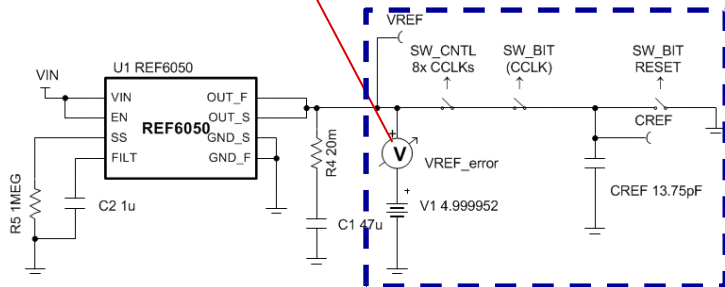 VREF
SW_CNTL
8x CCLKs
SW_BIT
(CCLK)
SW_BIT
RESET
U1 REF6050
VIN
VIN
EN
SS
FILT
REF6050
OUT_F
OUT_S
GND_S
GND_F
R4 20m
+
V
VREF_error
CREF
R5 1MEG
C2 1u
C1 47u
+
V1 4.999952
CREF 13.75pF